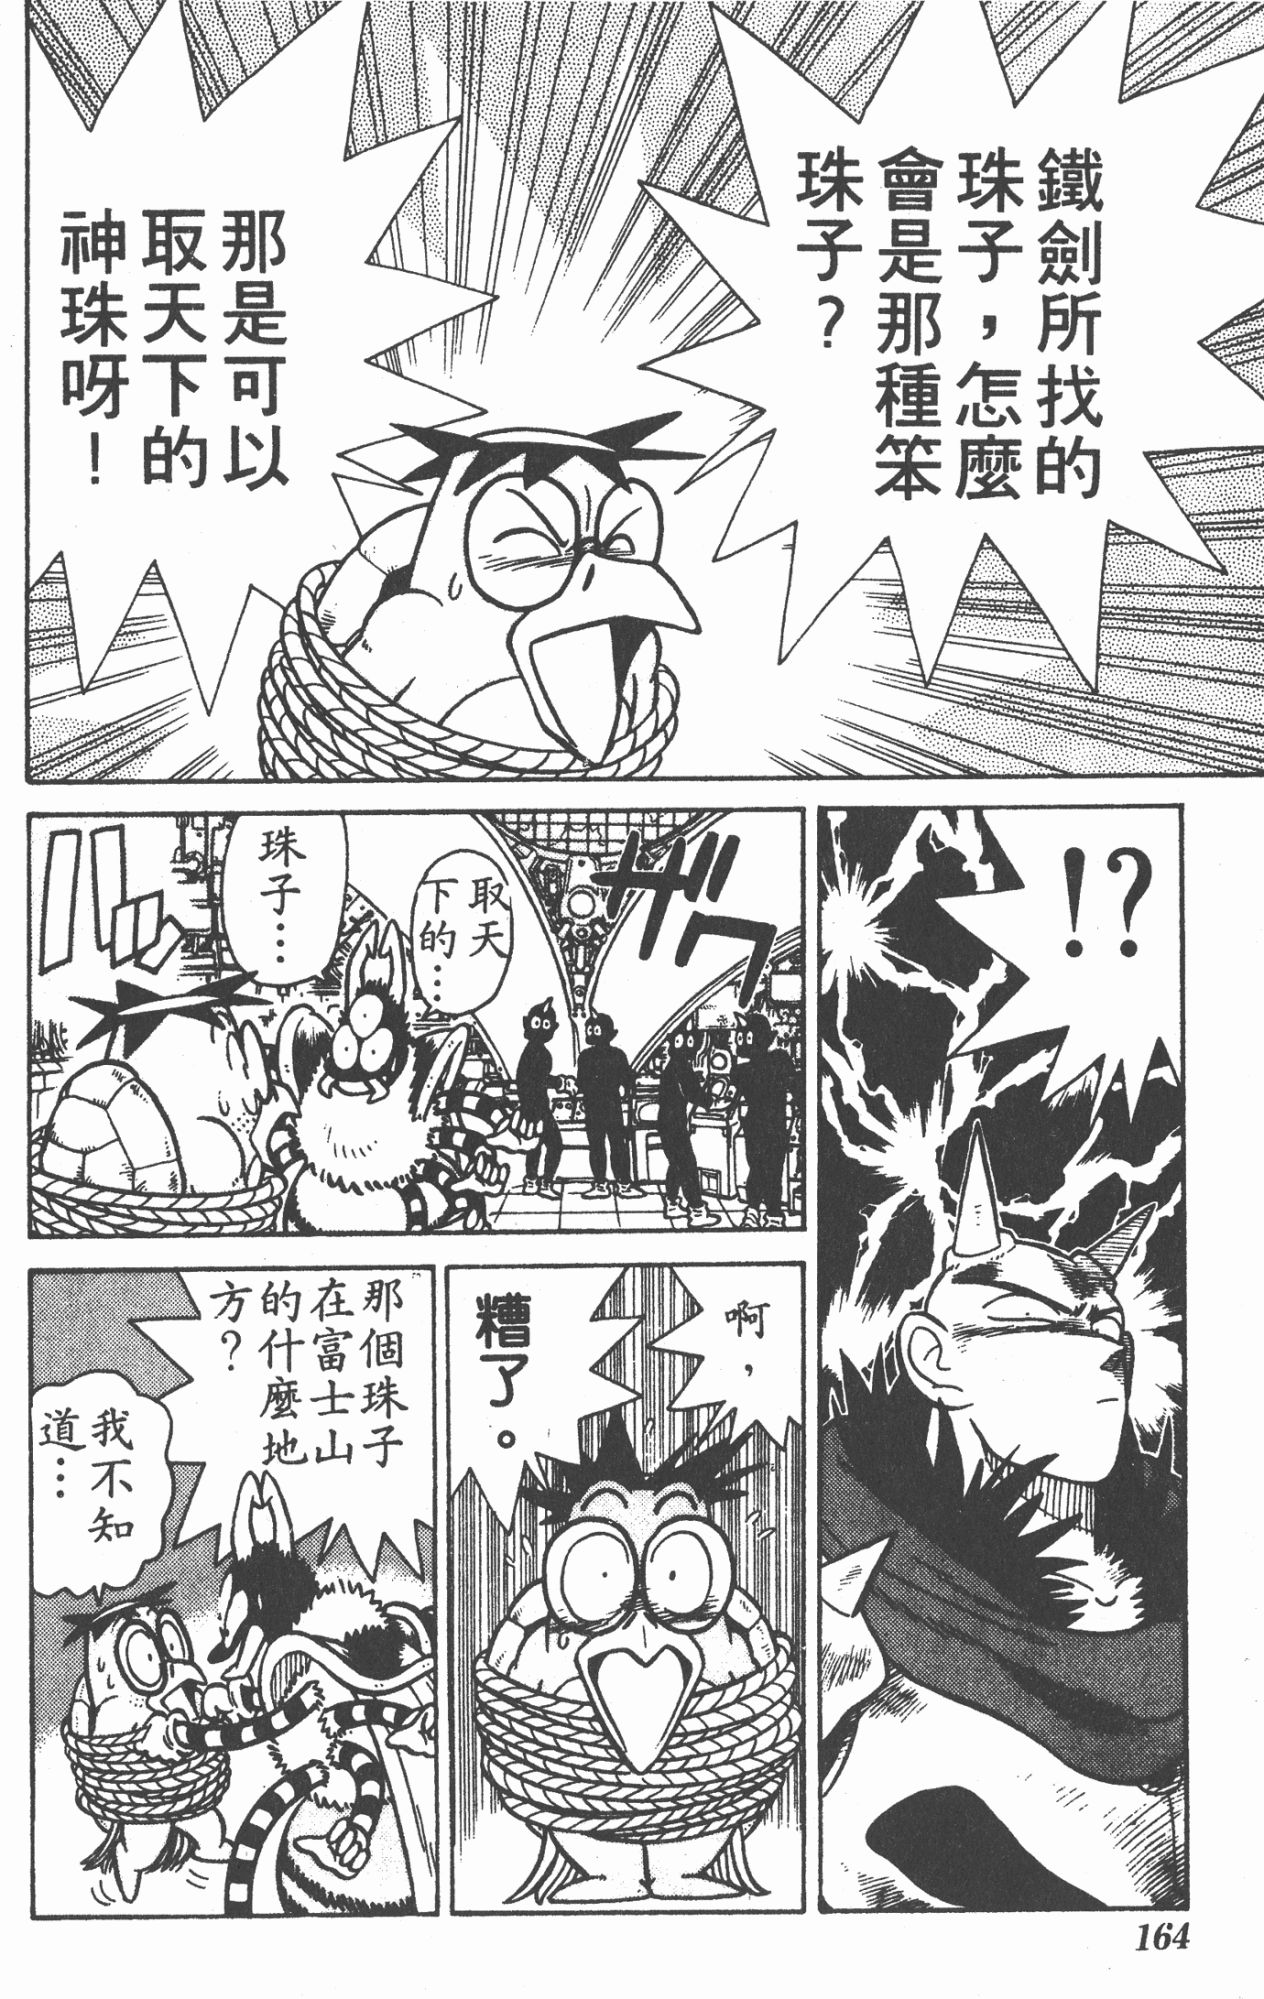 鐵劍所找的
珠子，怎麼
會是那種笨
珠子？
那是可以
取天下的
神珠呀！
!?
ザワ
取天
下的…
珠子…
バッ
啊，
糟了。
那個珠子
在富士山
的什麼地
方？
我不知
道…
164